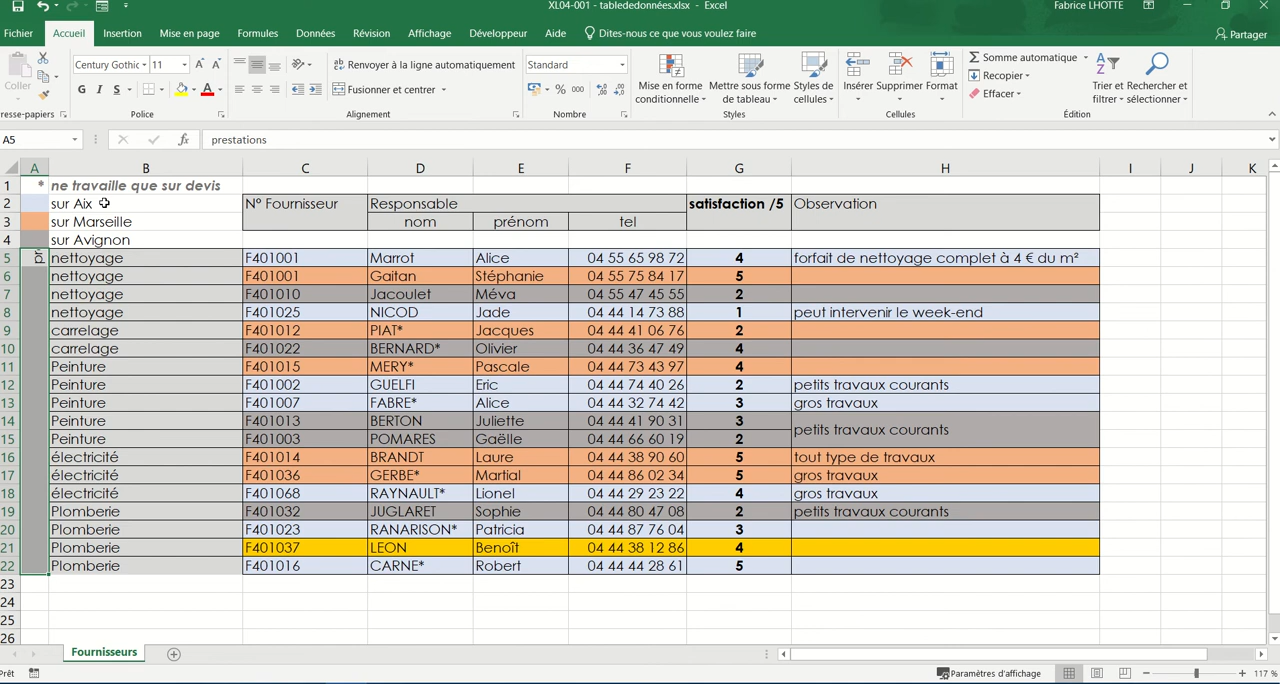 XL04-001 - tablededonnées.xlsx - Excel
Fabrice LHOTTE
Fichier Accueil Insertion Mise en page Formules Données Révision Affichage Développeur Aide Dites-nous ce que vous voulez faire Partager
Coller
Century Gothic 11
Renvoyer à la ligne automatiquement
Standard
Mise en forme conditionnelle
Mettre sous forme de tableau
Styles de cellules
Insérer Supprimer Format
Somme automatique
Recopier
Effacer
Trier et filtrer
Rechercher et sélectionner
G I S
Fusionner et centrer
% 000
resse-papiers Police Alignement Nombre Styles Cellules Édition
A5 fx prestations
A B C D E F G H I J K
1 * ne travaille que sur devis
2 sur Aix N° Fournisseur Responsable satisfaction /5 Observation
3 sur Marseille nom prénom tel
4 sur Avignon
5 pr nettoyage F401001 Marrot Alice 04 55 65 98 72 4 forfait de nettoyage complet à 4 € du m²
6 nettoyage F401001 Gaitan Stéphanie 04 55 75 84 17 5
7 nettoyage F401010 Jacoulet Méva 04 55 47 45 55 2
8 nettoyage F401025 NICOD Jade 04 44 14 73 88 1 peut intervenir le week-end
9 carrelage F401012 PIAT* Jacques 04 44 41 06 76 2
10 carrelage F401022 BERNARD* Olivier 04 44 36 47 49 4
11 Peinture F401015 MERY* Pascale 04 44 73 43 97 4
12 Peinture F401002 GUELFI Eric 04 44 74 40 26 2 petits travaux courants
13 Peinture F401007 FABRE* Alice 04 44 32 74 42 3 gros travaux
14 Peinture F401013 BERTON Juliette 04 44 41 90 31 3 petits travaux courants
15 Peinture F401003 POMARES Gaëlle 04 44 66 60 19 2
16 électricité F401014 BRANDT Laure 04 44 38 90 60 5 tout type de travaux
17 électricité F401036 GERBE* Martial 04 44 86 02 34 5 gros travaux
18 électricité F401068 RAYNAULT* Lionel 04 44 29 23 22 4 gros travaux
19 Plomberie F401032 JUGLARET Sophie 04 44 80 47 08 2 petits travaux courants
20 Plomberie F401023 RANARISON* Patricia 04 44 87 76 04 3
21 Plomberie F401037 LEON Benoît 04 44 38 12 86 4
22 Plomberie F401016 CARNE* Robert 04 44 44 28 61 5
23
24
25
26
Fournisseurs
Prêt Paramètres d'affichage 117 %